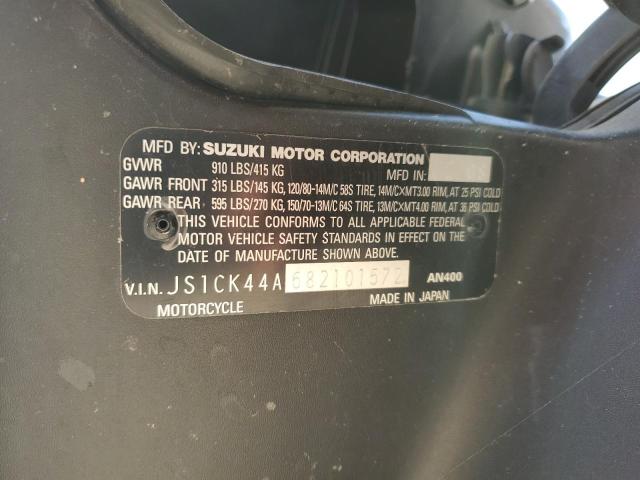 MFD BY: SUZUKI MOTOR CORPORATION
GVWR 910 LBS/415 KG MFD IN:
GAWR FRONT 315 LBS/145 KG, 120/80-14M/C 58S TIRE, 14M/C×MT3.00 RIM, AT 25 PSI COLD
GAWR REAR 595 LBS/270 KG, 150/70-13M/C 64S TIRE, 13M/C×MT4.00 RIM, AT 36 PSI COLD
THIS VEHICLE CONFORMS TO ALL APPLICABLE FEDERAL
MOTOR VEHICLE SAFETY STANDARDS IN EFFECT ON THE
DATE OF MANUFACTURE SHOWN ABOVE.
V.I.N. JS1CK44A682101572 AN400
MOTORCYCLE MADE IN JAPAN